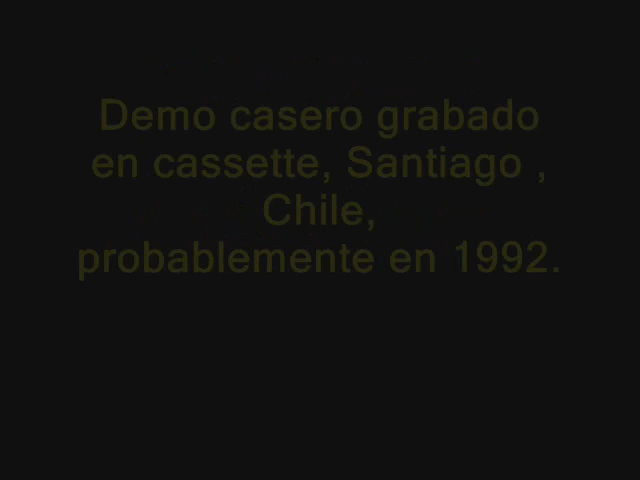 Demo casero grabado
en cassette, Santiago ,
Chile,
probablemente en 1992.